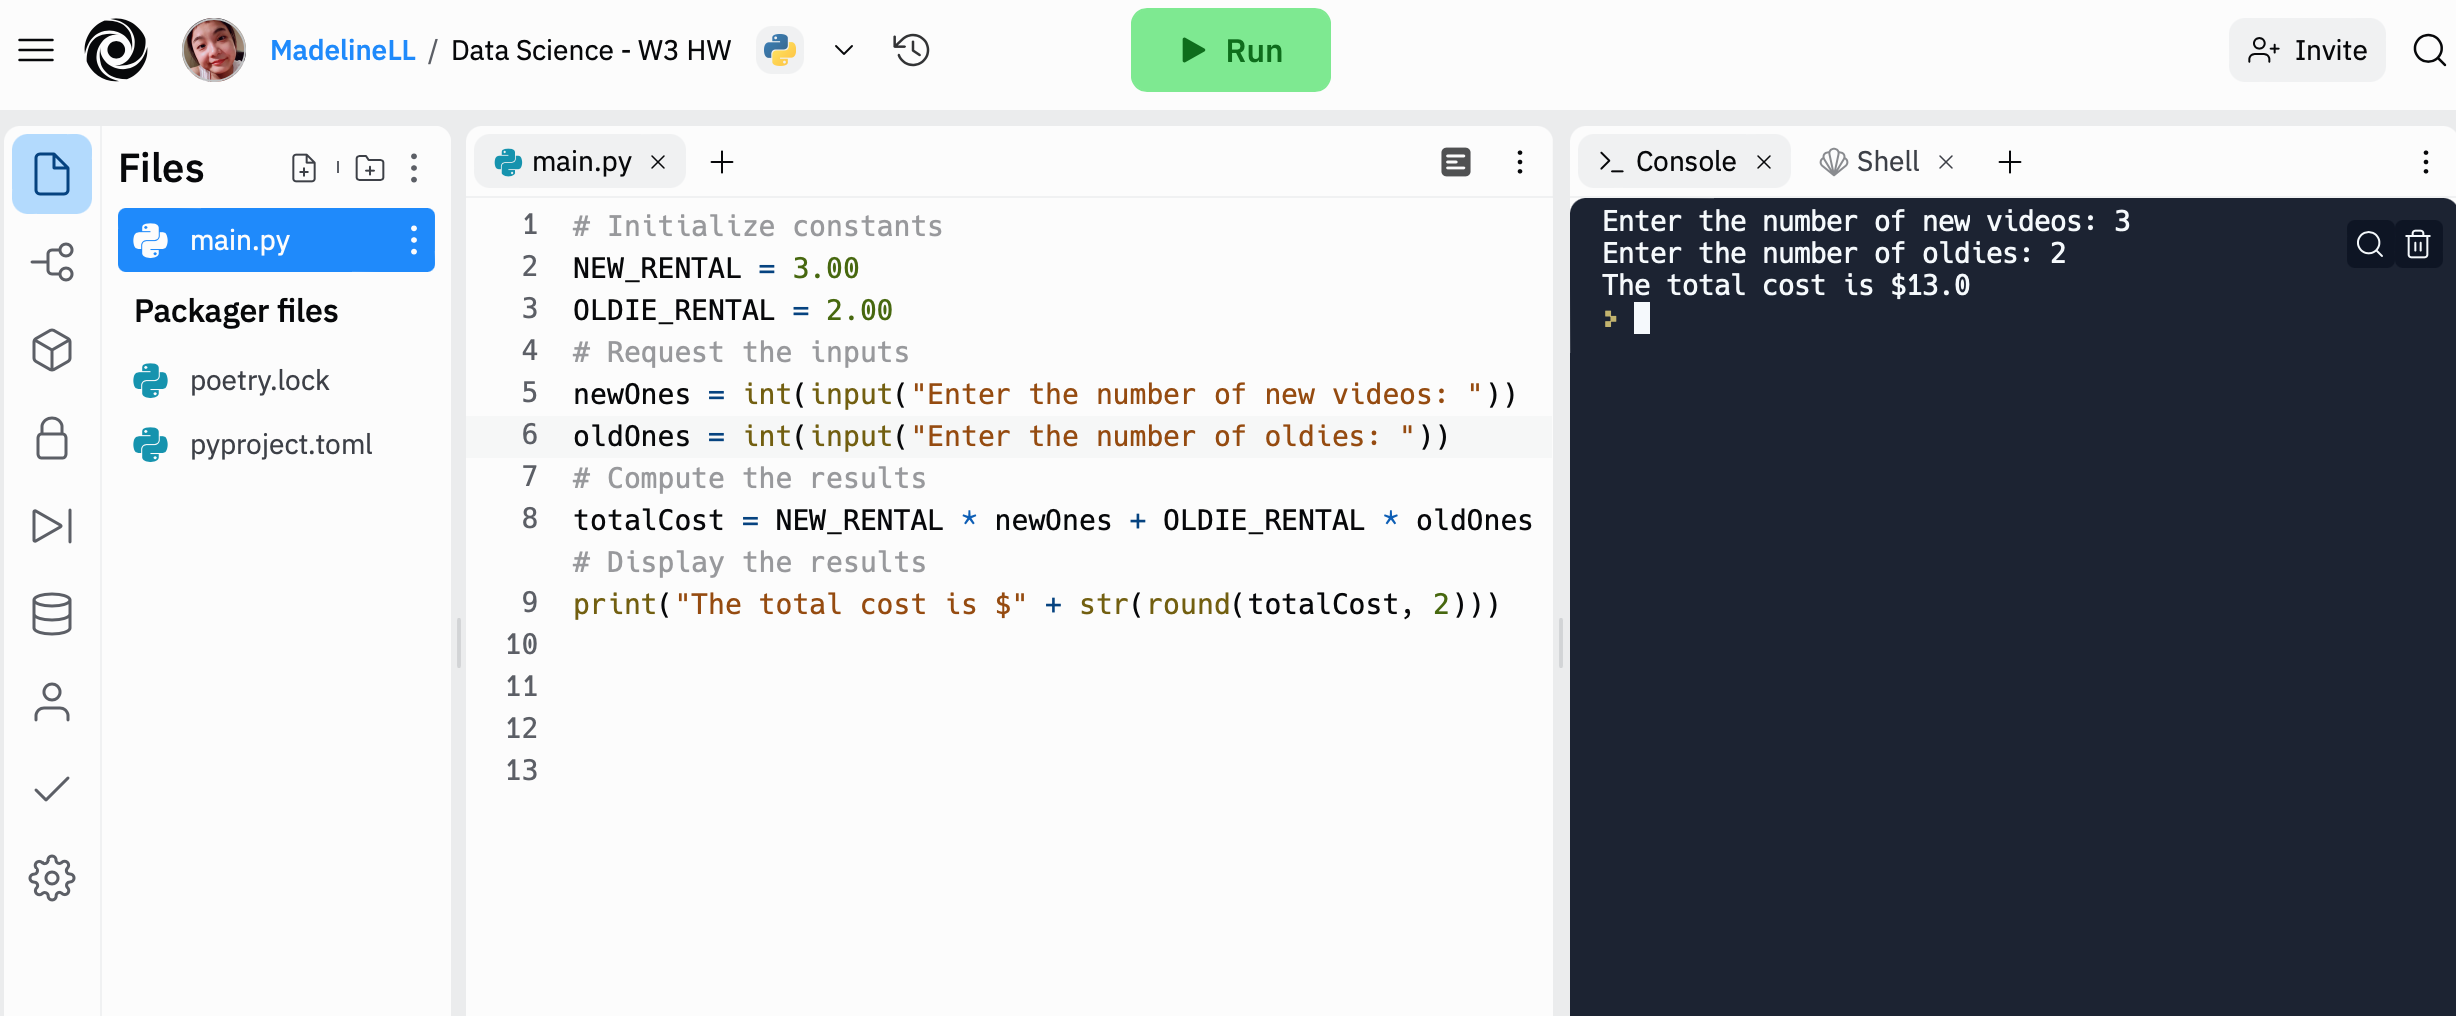 MadelineLL / Data Science - W3 HW
Run
Invite
Files
main.py
Packager files
poetry.lock
pyproject.toml
main.py
1 # Initialize constants
2 NEW_RENTAL = 3.00
3 OLDIE_RENTAL = 2.00
4 # Request the inputs
5 newOnes = int(input("Enter the number of new videos: "))
6 oldOnes = int(input("Enter the number of oldies: "))
7 # Compute the results
8 totalCost = NEW_RENTAL * newOnes + OLDIE_RENTAL * oldOnes
# Display the results
9 print("The total cost is $" + str(round(totalCost, 2)))
10
11
12
13
>_ Console
Shell
Enter the number of new videos: 3
Enter the number of oldies: 2
The total cost is $13.0